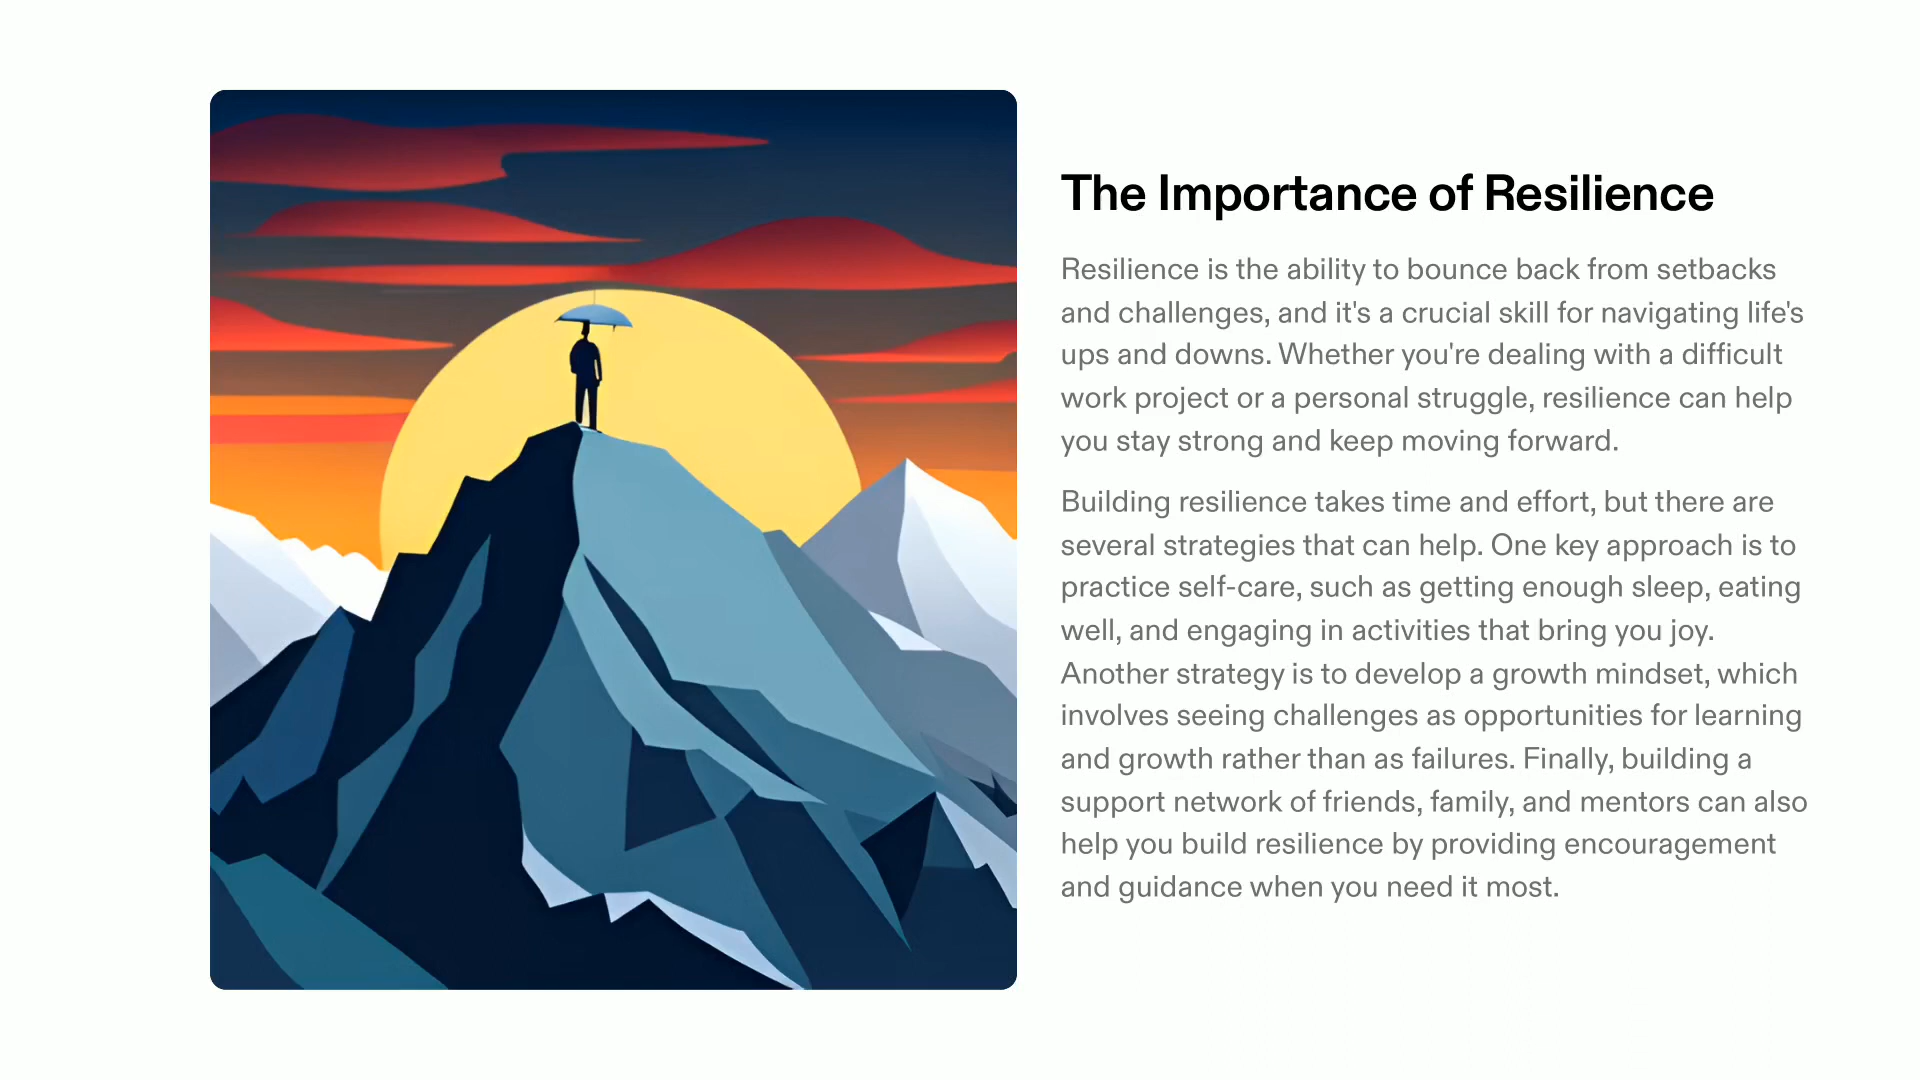 The Importance of Resilience
Resilience is the ability to bounce back from setbacks
and challenges, and it's a crucial skill for navigating life's
ups and downs. Whether you're dealing with a difficult
work project or a personal struggle, resilience can help
you stay strong and keep moving forward.
Building resilience takes time and effort, but there are
several strategies that can help. One key approach is to
practice self-care, such as getting enough sleep, eating
well, and engaging in activities that bring you joy.
Another strategy is to develop a growth mindset, which
involves seeing challenges as opportunities for learning
and growth rather than as failures. Finally, building a
support network of friends, family, and mentors can also
help you build resilience by providing encouragement
and guidance when you need it most.